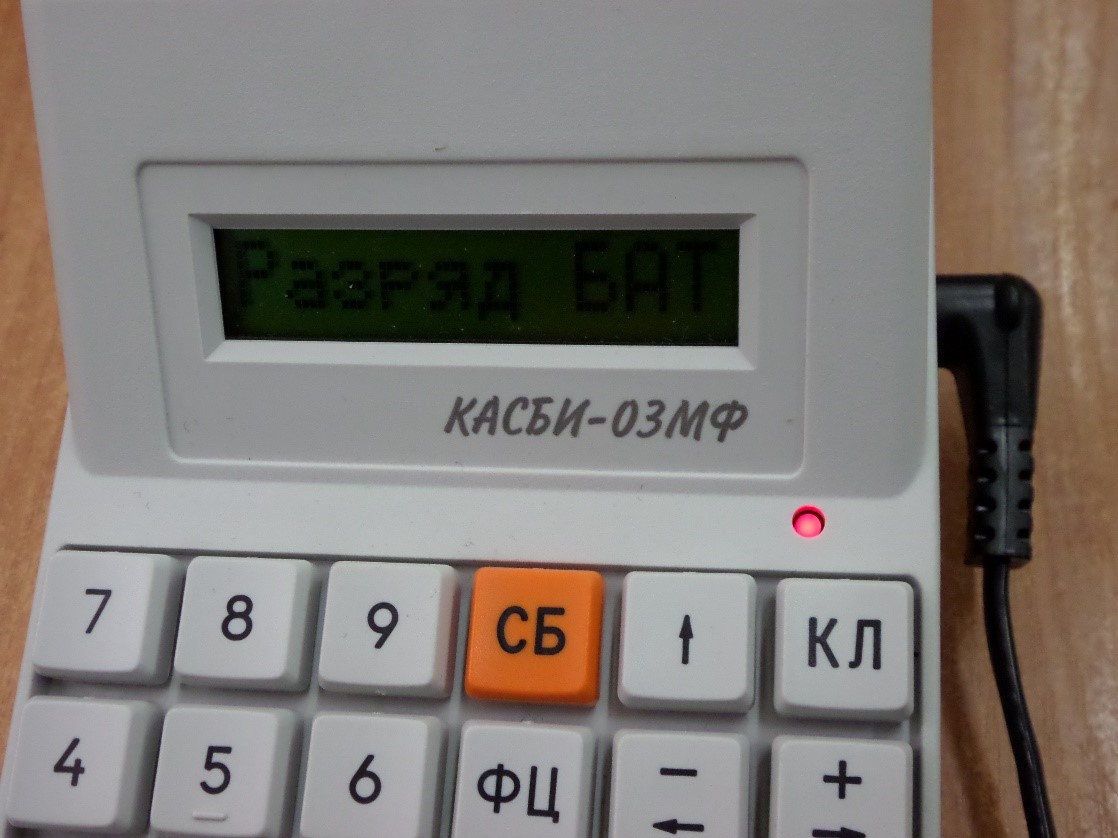 Разряд БАТ
КАСБИ-03МФ
7 8 9 СБ ↑ КЛ
4 5 6 ФЦ - +
← →